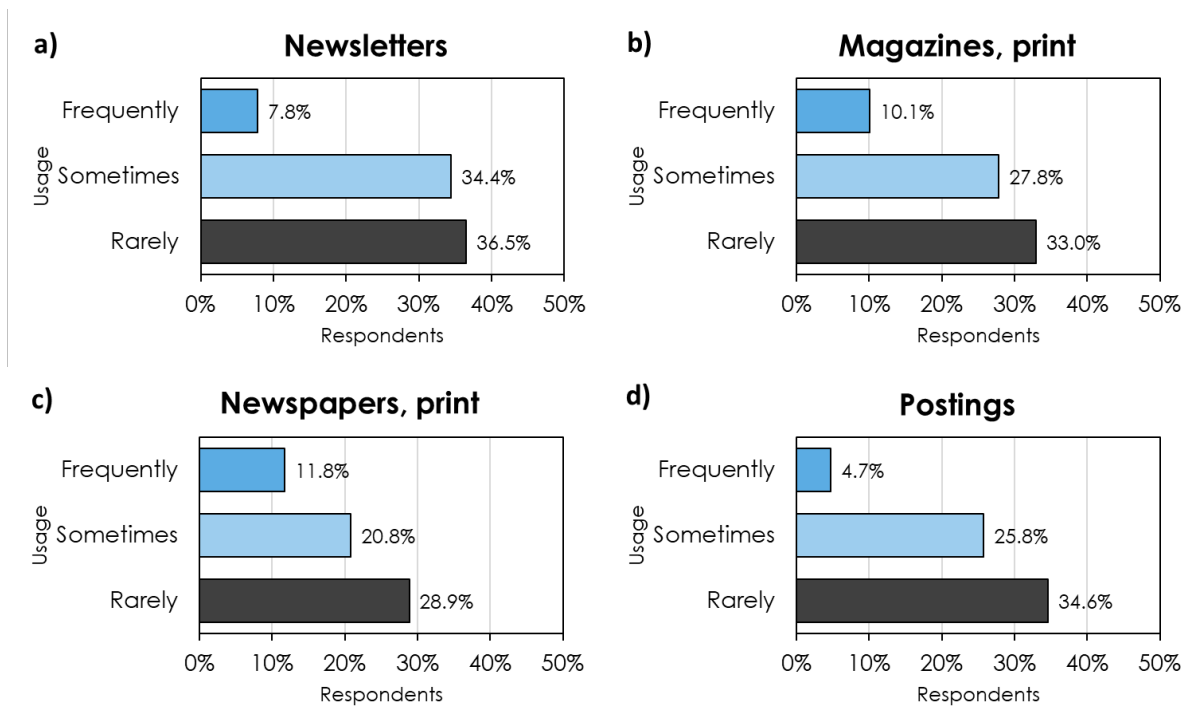 a)
Newsletters
Usage
Frequently
7.8%
Sometimes
34.4%
Rarely
36.5%
0% 10% 20% 30% 40% 50%
Respondents
b)
Magazines, print
Usage
Frequently
10.1%
Sometimes
27.8%
Rarely
33.0%
0% 10% 20% 30% 40% 50%
Respondents
c)
Newspapers, print
Usage
Frequently
11.8%
Sometimes
20.8%
Rarely
28.9%
0% 10% 20% 30% 40% 50%
Respondents
d)
Postings
Usage
Frequently
4.7%
Sometimes
25.8%
Rarely
34.6%
0% 10% 20% 30% 40% 50%
Respondents